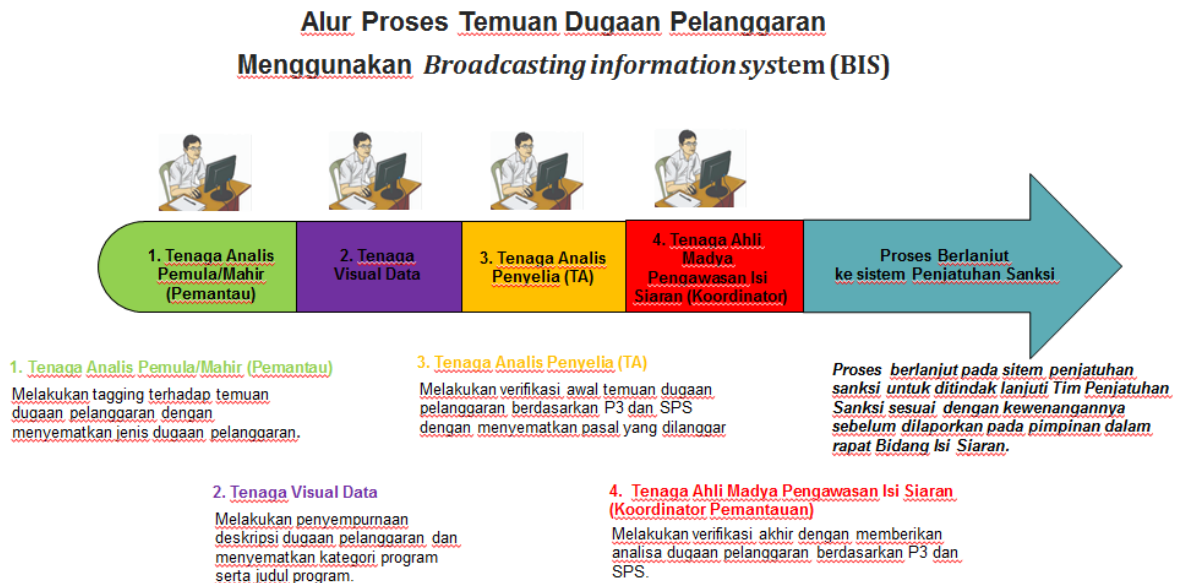 Alur Proses Temuan Dugaan Pelanggaran
Menggunakan Broadcasting information system (BIS)
1. Tenaga Analis
Pemula/Mahir
(Pemantau)
2. Tenaga
Visual Data
3. Tenaga Analis
Penyelia (TA)
4. Tenaga Ahli
Madya
Pengawasan Isi
Siaran (Koordinator)
Proses Berlanjut
ke sistem Penjatuhan Sanksi
1. Tenaga Analis Pemula/Mahir (Pemantau)
Melakukan tagging terhadap temuan
dugaan pelanggaran dengan
menyematkan jenis dugaan pelanggaran.
3. Tenaga Analis Penyelia (TA)
Melakukan verifikasi awal temuan dugaan
pelanggaran berdasarkan P3 dan SPS
dengan menyematkan pasal yang dilanggar
Proses berlanjut pada sitem penjatuhan
sanksi untuk ditindak lanjuti Tim Penjatuhan
Sanksi sesuai dengan kewenangannya
sebelum dilaporkan pada pimpinan dalam
rapat Bidang Isi Siaran.
2. Tenaga Visual Data
Melakukan penyempurnaan
deskripsi dugaan pelanggaran dan
menyematkan kategori program
serta judul program.
4. Tenaga Ahli Madya Pengawasan Isi Siaran
(Koordinator Pemantauan)
Melakukan verifikasi akhir dengan memberikan
analisa dugaan pelanggaran berdasarkan P3 dan
SPS.